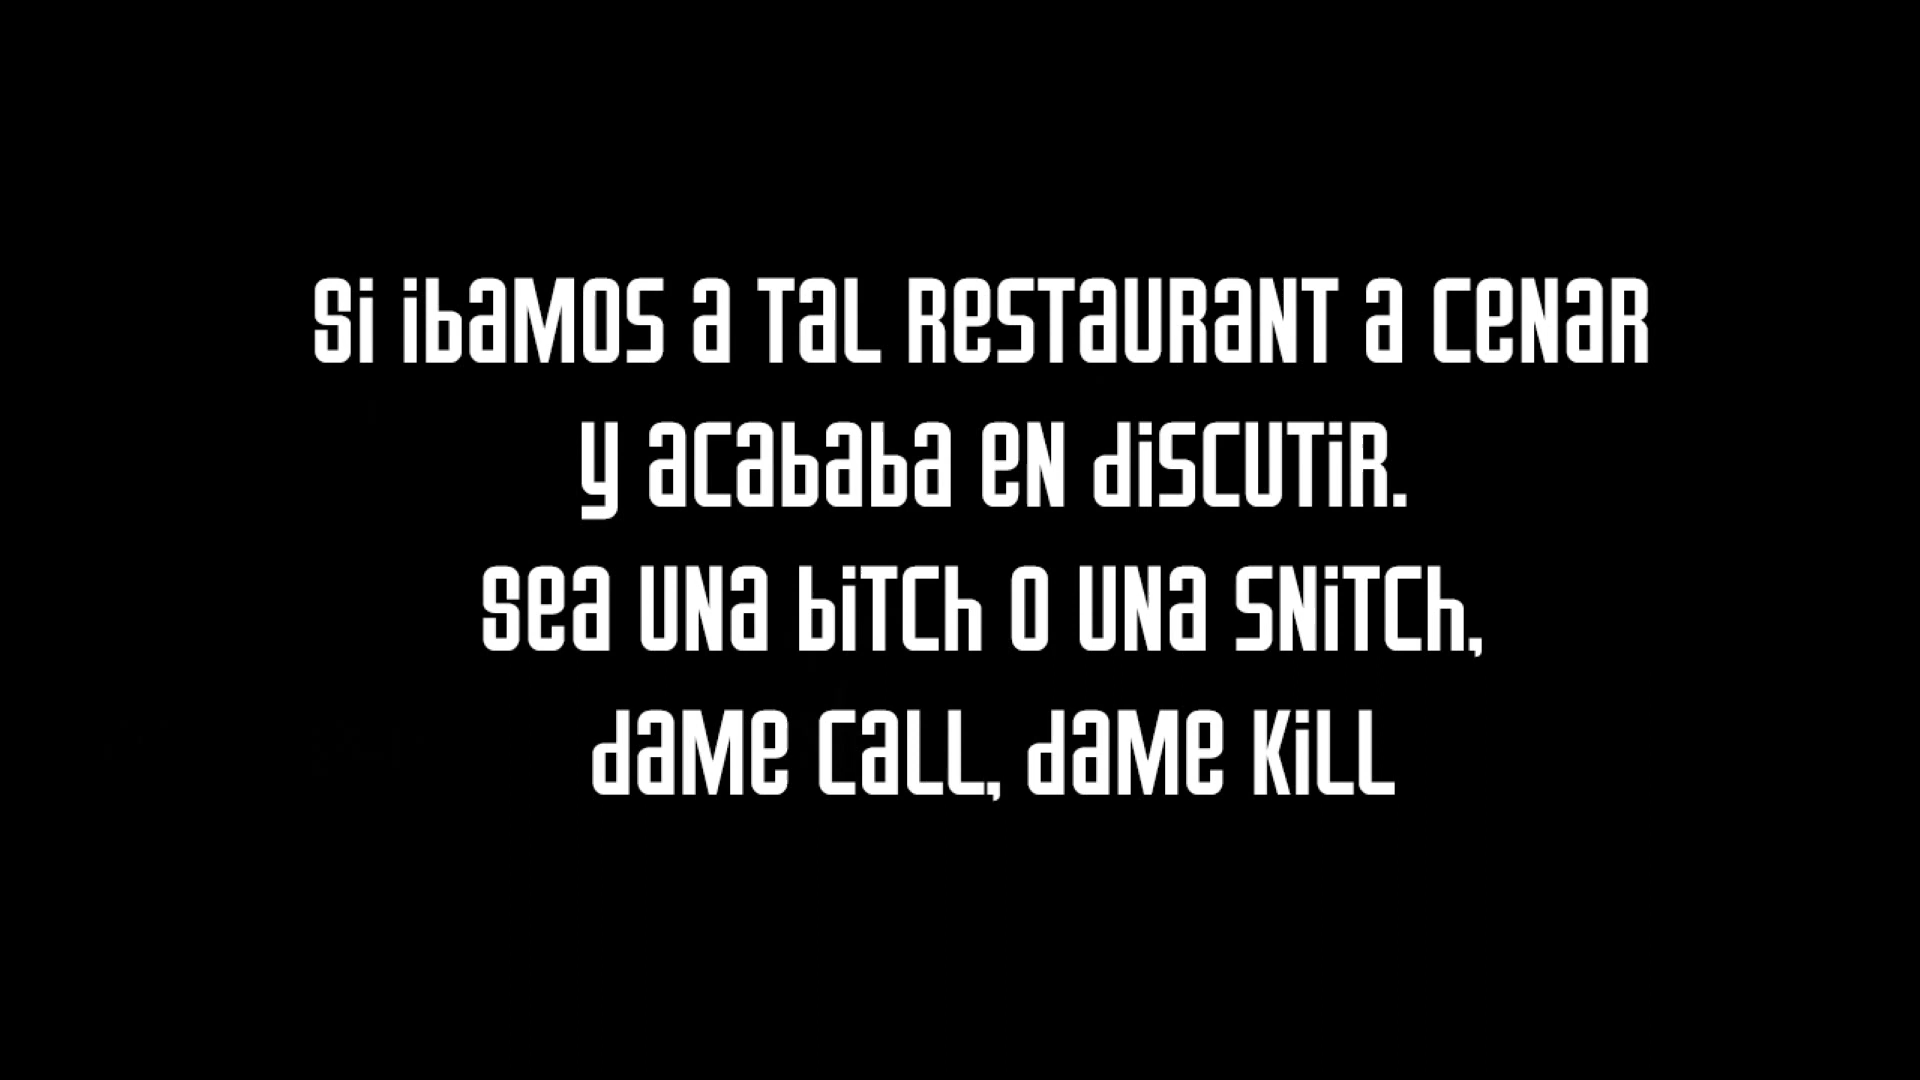 Si ibamos a tal restaurant a cenar
y acababa en discutir.
Sea una bitch o una snitch,
dame call, dame kill